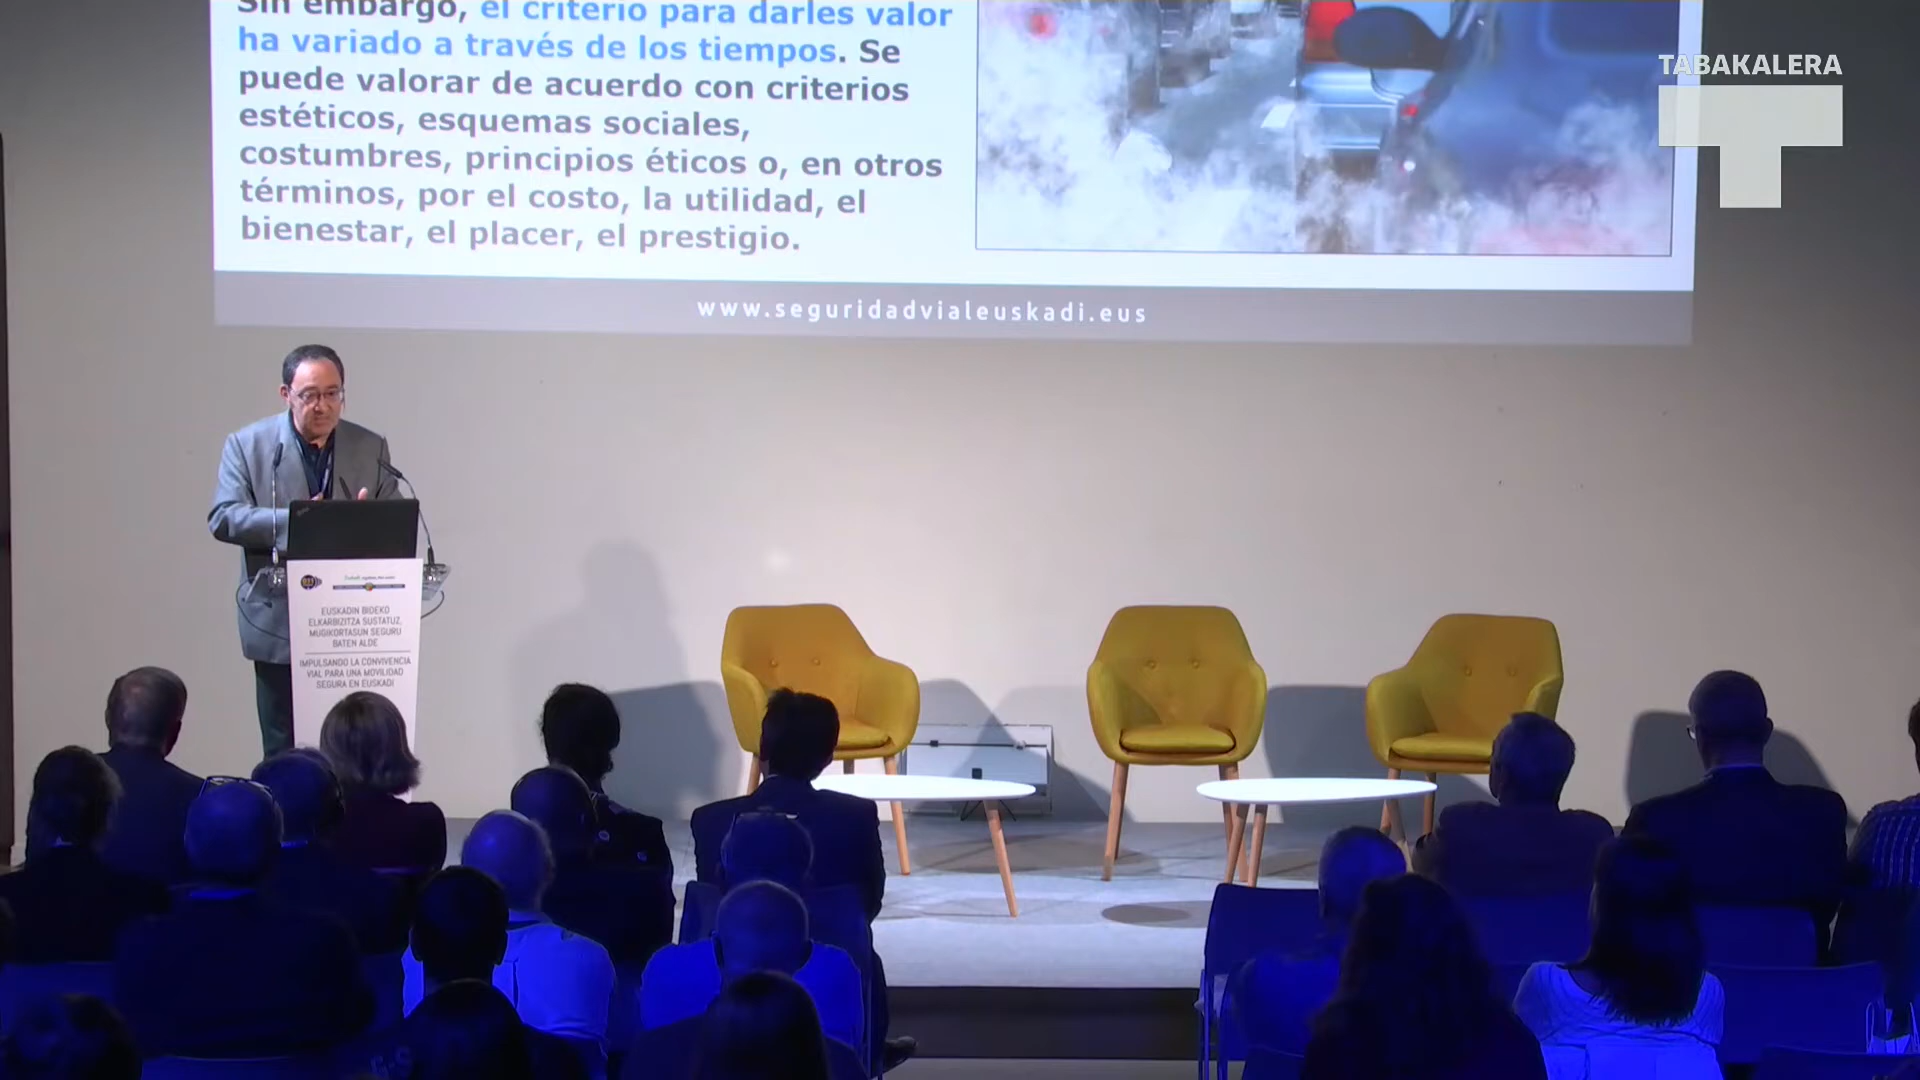 Sin embargo, el criterio para darles valor
ha variado a través de los tiempos. Se
puede valorar de acuerdo con criterios
estéticos, esquemas sociales,
costumbres, principios éticos o, en otros
términos, por el costo, la utilidad, el
bienestar, el placer, el prestigio.
www.seguridadvialeuskadi.eus
TABAKALERA
EUSKADIN BIDEKO
ELKARBIZITZA SUSTATUZ,
MUGIKORTASUN SEGURU
BATEN ALDE
IMPULSANDO LA CONVIVENCIA
VIAL PARA UNA MOVILIDAD
SEGURA EN EUSKADI